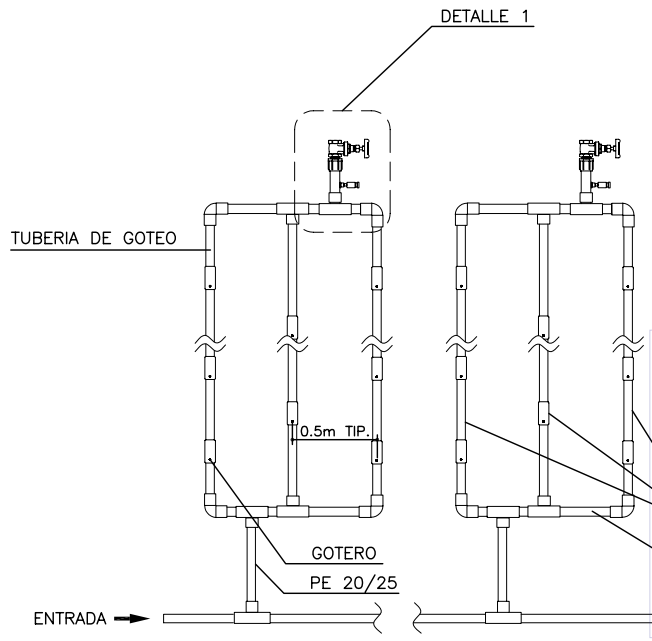 DETALLE 1
TUBERIA DE GOTEO
0.5m TIP.
GOTERO
PE 20/25
ENTRADA